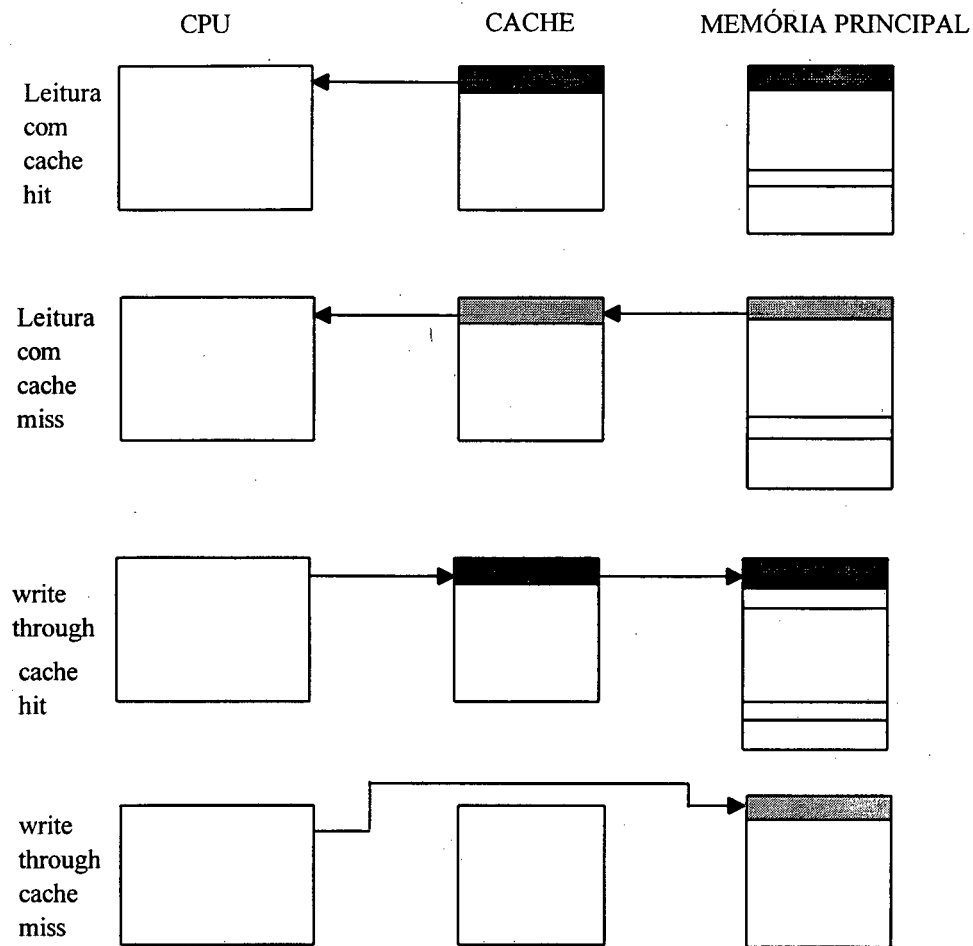 CPU
CACHE
MEMÓRIA PRINCIPAL
Leitura
com
cache
hit
Leitura
com
cache
miss
write
through
cache
hit
write
through
cache
miss